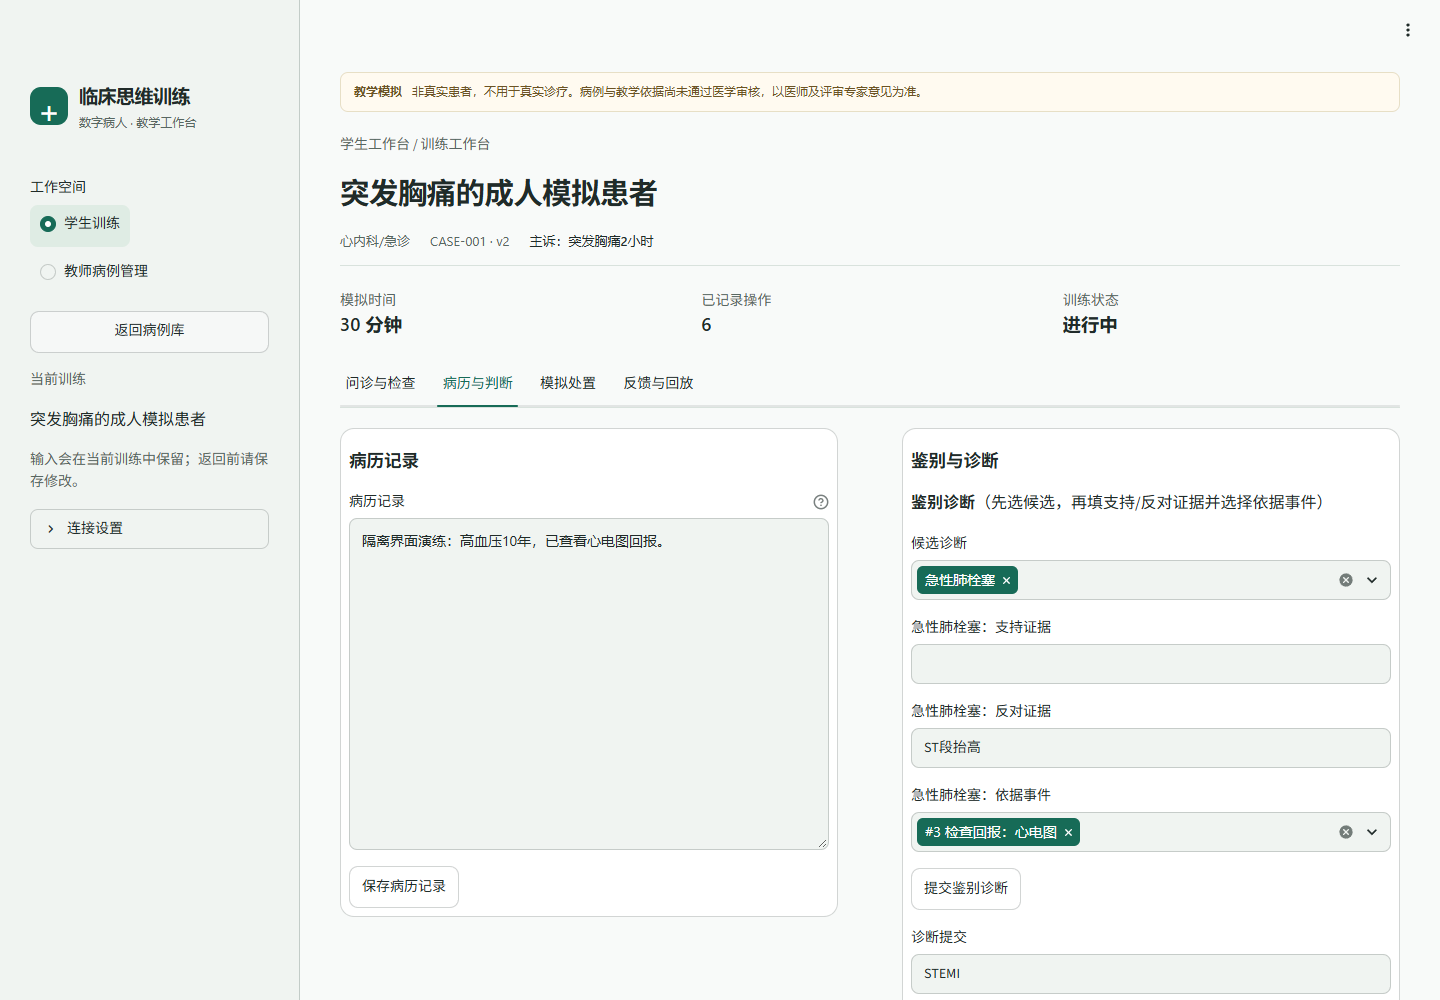 临床思维训练
数字病人 · 教学工作台
工作空间
学生训练
教师病例管理
返回病例库
当前训练
突发胸痛的成人模拟患者
输入会在当前训练中保留；返回前请保存修改。
连接设置
教学模拟 非真实患者，不用于真实诊疗。病例与教学依据尚未通过医学审核，以医师及评审专家意见为准。
学生工作台 / 训练工作台
突发胸痛的成人模拟患者
心内科/急诊 CASE-001 · v2 主诉：突发胸痛2小时
模拟时间
30 分钟
已记录操作
6
训练状态
进行中
问诊与检查 病历与判断 模拟处置 反馈与回放
病历记录
病历记录
隔离界面演练：高血压10年，已查看心电图回报。
保存病历记录
鉴别与诊断
鉴别诊断（先选候选，再填支持/反对证据并选择依据事件）
候选诊断
急性肺栓塞
急性肺栓塞：支持证据
急性肺栓塞：反对证据
ST段抬高
急性肺栓塞：依据事件
#3 检查回报：心电图
提交鉴别诊断
诊断提交
STEMI